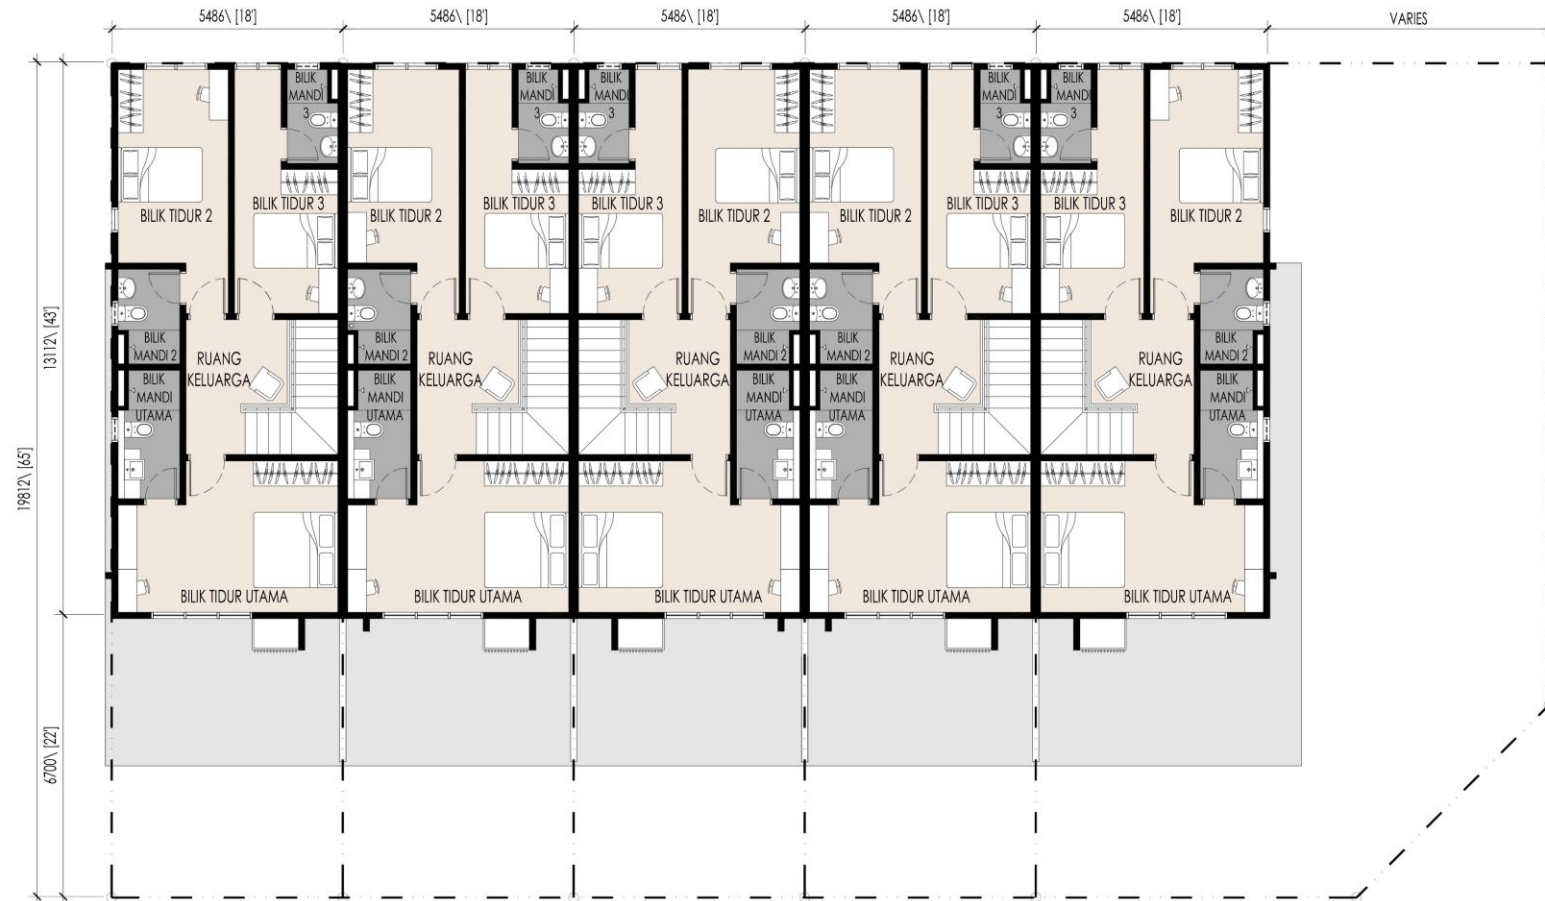 5486\ [18']
5486\ [18']
5486\ [18']
5486\ [18']
5486\ [18']
VARIES
19812\ [65']
13112\ [43']
6700\ [22']
BILIK
MANDI
3
BILIK TIDUR 2
BILIK TIDUR 3
BILIK
MANDI 2
BILIK
MANDI
UTAMA
RUANG
KELUARGA
BILIK TIDUR UTAMA
BILIK
MANDI
3
BILIK TIDUR 2
BILIK TIDUR 3
BILIK
MANDI 2
BILIK
MANDI
UTAMA
RUANG
KELUARGA
BILIK TIDUR UTAMA
BILIK
MANDI
3
BILIK TIDUR 3
BILIK TIDUR 2
RUANG
KELUARGA
BILIK
MANDI 2
BILIK
MANDI
UTAMA
BILIK TIDUR UTAMA
BILIK
MANDI
3
BILIK TIDUR 2
BILIK TIDUR 3
BILIK
MANDI 2
BILIK
MANDI
UTAMA
RUANG
KELUARGA
BILIK TIDUR UTAMA
BILIK
MANDI
3
BILIK TIDUR 3
BILIK TIDUR 2
RUANG
KELUARGA
BILIK
MANDI 2
BILIK
MANDI
UTAMA
BILIK TIDUR UTAMA